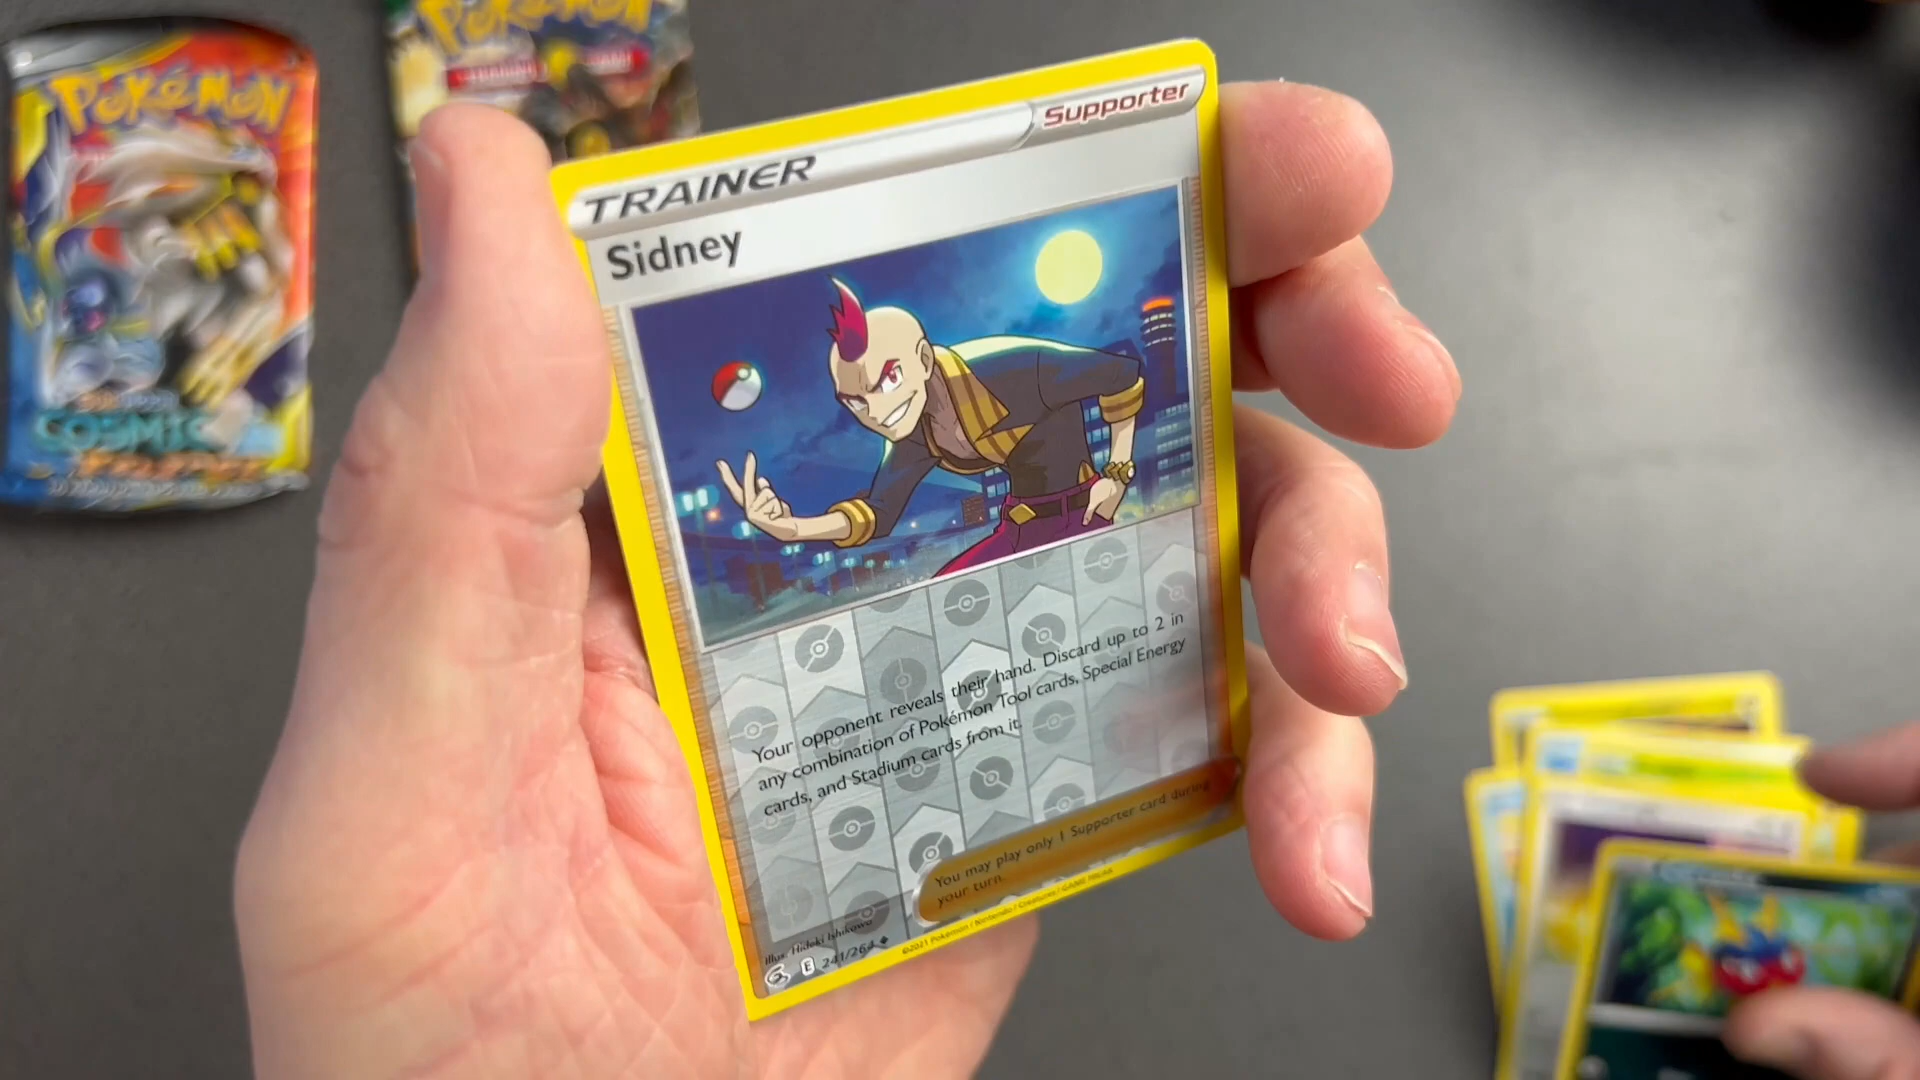 Pokémon
Pokémon
COSMIC
TRAINER
Supporter
Sidney
Your opponent reveals their hand. Discard up to 2 in
any combination of Pokémon Tool cards, Special Energy
cards, and Stadium cards from it.
You may play only 1 Supporter card during
your turn.
Illus. Hideki Ishikawa
E 241/264
©2021 Pokémon / Nintendo / Creatures / GAME FREAK